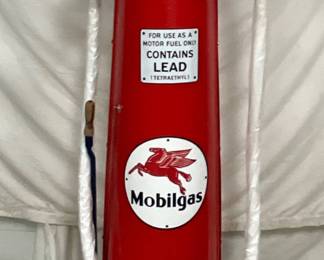 FOR USE AS A
MOTOR FUEL ONLY
CONTAINS
LEAD
(TETRAETHYL)
Mobilgas